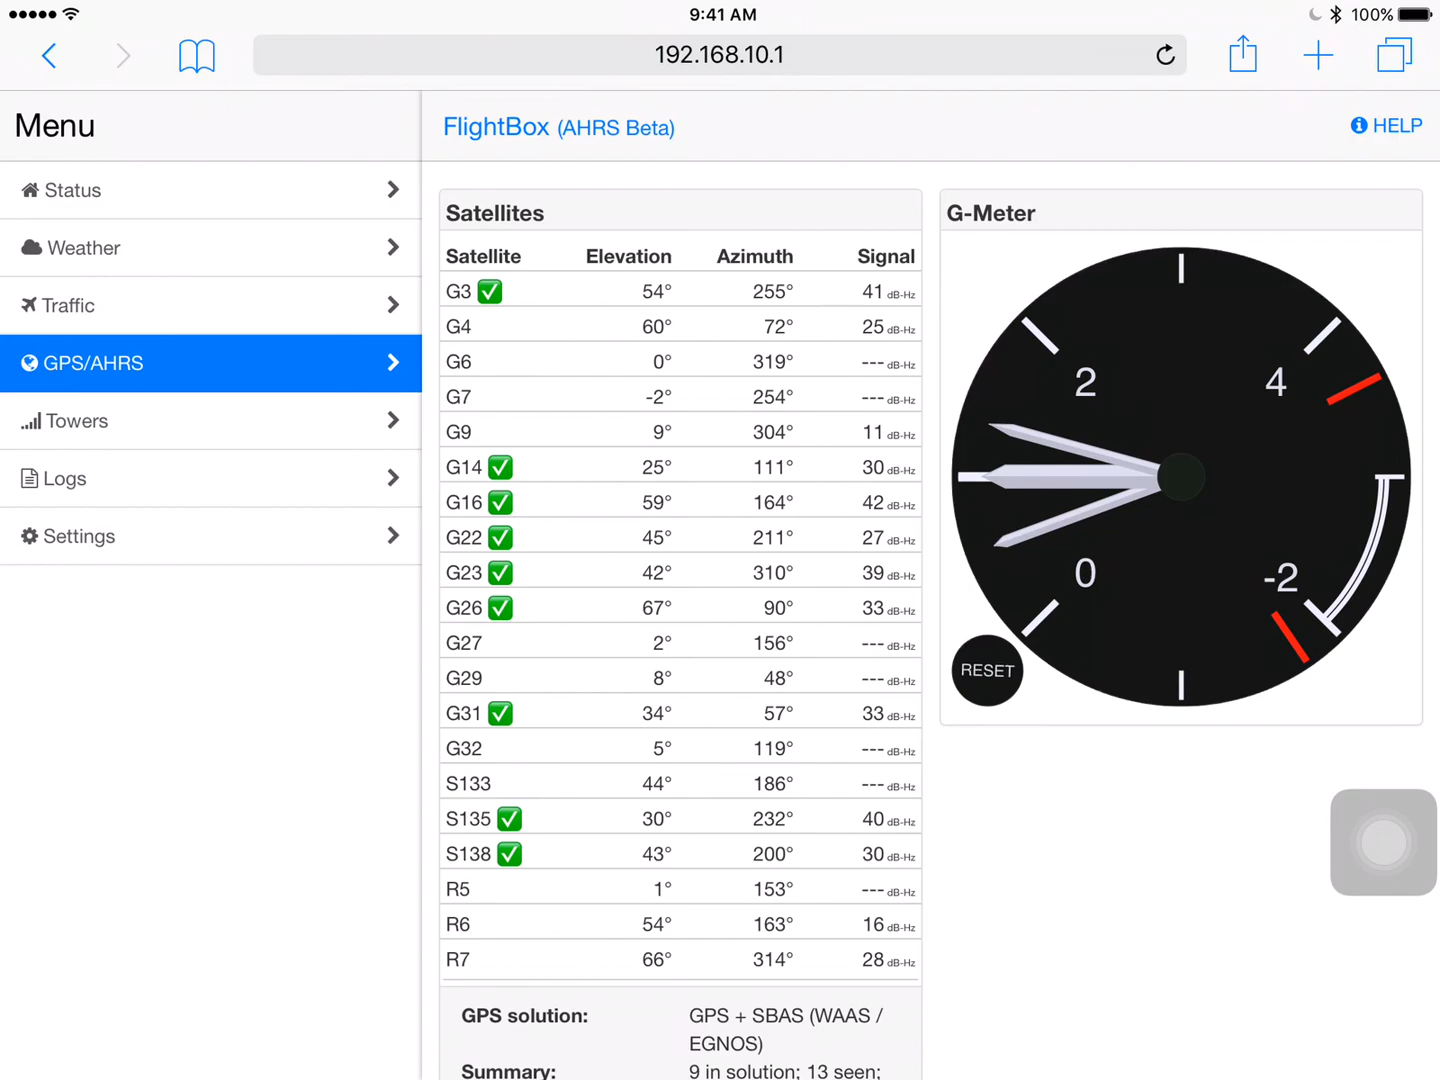 9:41 AM
100%
192.168.10.1
Menu
FlightBox (AHRS Beta)
HELP
Status
Weather
Traffic
GPS/AHRS
Towers
Logs
Settings
Satellites
Satellite Elevation Azimuth Signal
G3 ✅ 54° 255° 41 dB-Hz
G4 60° 72° 25 dB-Hz
G6 0° 319° --- dB-Hz
G7 -2° 254° --- dB-Hz
G9 9° 304° 11 dB-Hz
G14 ✅ 25° 111° 30 dB-Hz
G16 ✅ 59° 164° 42 dB-Hz
G22 ✅ 45° 211° 27 dB-Hz
G23 ✅ 42° 310° 39 dB-Hz
G26 ✅ 67° 90° 33 dB-Hz
G27 2° 156° --- dB-Hz
G29 8° 48° --- dB-Hz
G31 ✅ 34° 57° 33 dB-Hz
G32 5° 119° --- dB-Hz
S133 44° 186° --- dB-Hz
S135 ✅ 30° 232° 40 dB-Hz
S138 ✅ 43° 200° 30 dB-Hz
R5 1° 153° --- dB-Hz
R6 54° 163° 16 dB-Hz
R7 66° 314° 28 dB-Hz
GPS solution: GPS + SBAS (WAAS /
EGNOS)
Summary: 9 in solution; 13 seen;
G-Meter
2 4
0 -2
RESET